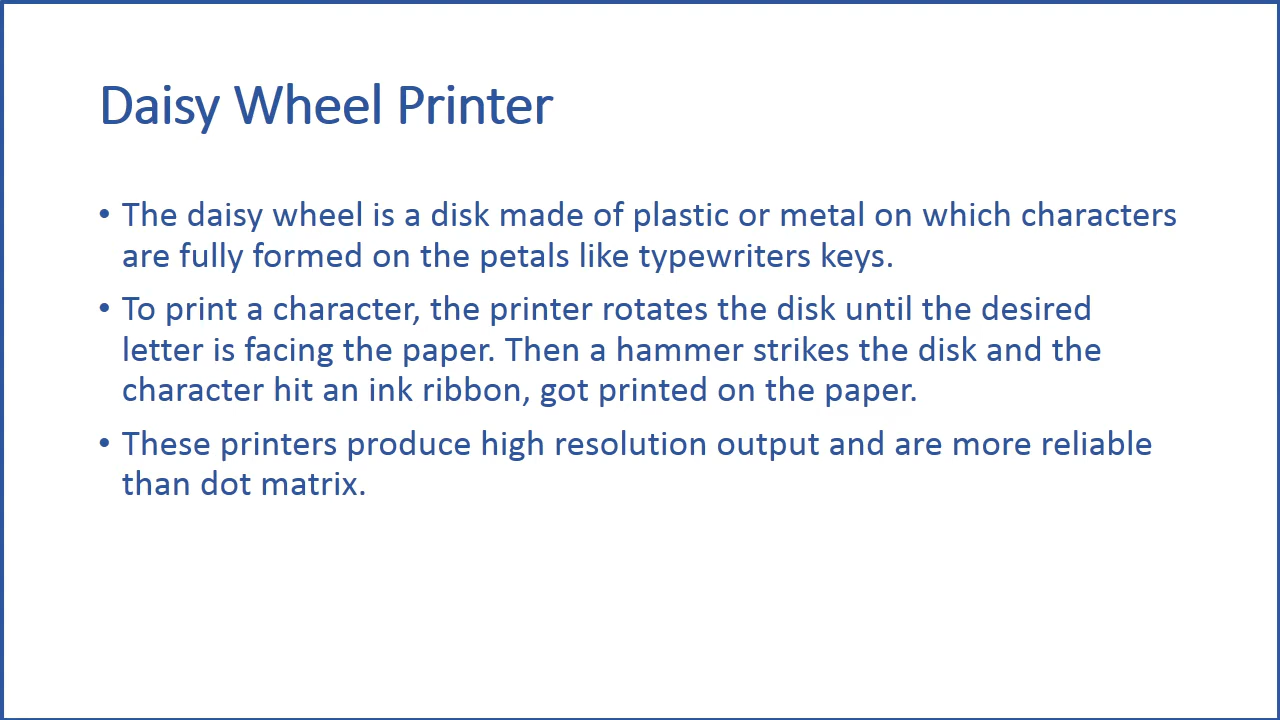 Daisy Wheel Printer
• The daisy wheel is a disk made of plastic or metal on which characters
are fully formed on the petals like typewriters keys.
• To print a character, the printer rotates the disk until the desired
letter is facing the paper. Then a hammer strikes the disk and the
character hit an ink ribbon, got printed on the paper.
• These printers produce high resolution output and are more reliable
than dot matrix.